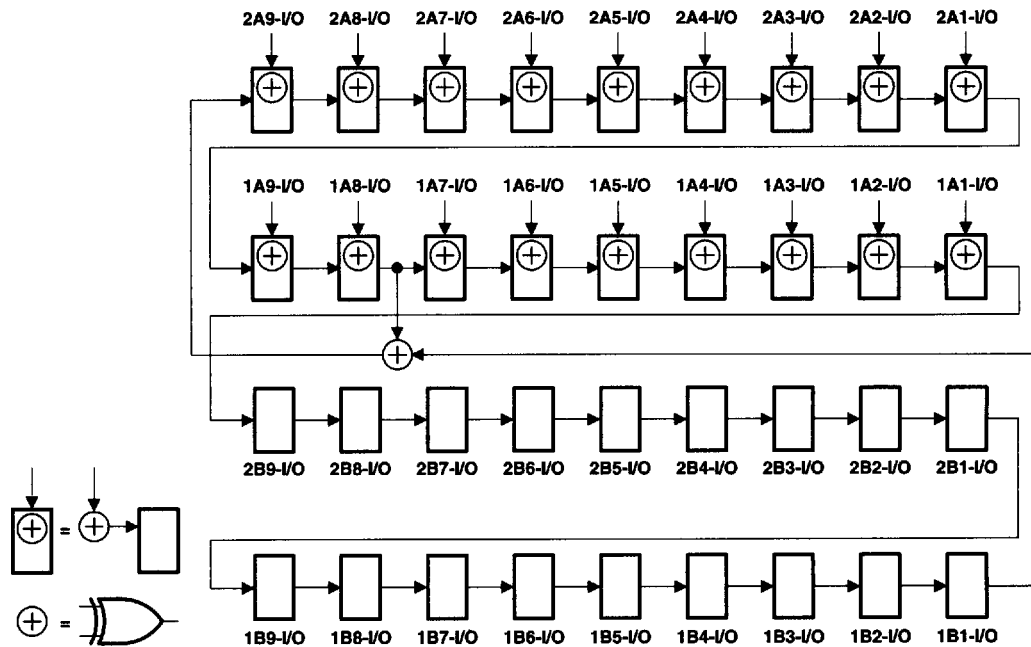 2A9-I/O 2A8-I/O 2A7-I/O 2A6-I/O 2A5-I/O 2A4-I/O 2A3-I/O 2A2-I/O 2A1-I/O
1A9-I/O 1A8-I/O 1A7-I/O 1A6-I/O 1A5-I/O 1A4-I/O 1A3-I/O 1A2-I/O 1A1-I/O
2B9-I/O 2B8-I/O 2B7-I/O 2B6-I/O 2B5-I/O 2B4-I/O 2B3-I/O 2B2-I/O 2B1-I/O
=
=
1B9-I/O 1B8-I/O 1B7-I/O 1B6-I/O 1B5-I/O 1B4-I/O 1B3-I/O 1B2-I/O 1B1-I/O